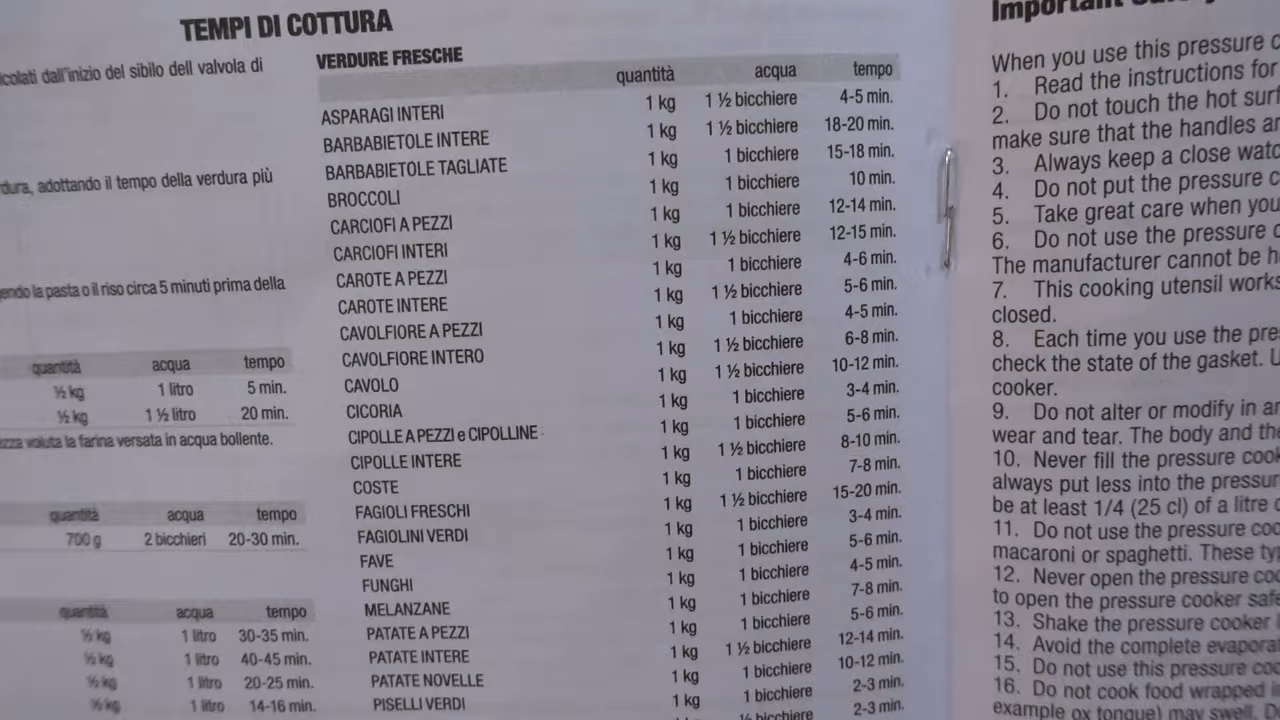 TEMPI DI COTTURA
colati dall'inizio del sibilo dell valvola di
dura, adottando il tempo della verdura più
endo la pasta o il riso circa 5 minuti prima della
quantità acqua tempo
½ kg 1 litro 5 min.
½ kg 1 ½ litro 20 min.
ezza voluta la farina versata in acqua bollente.
quantità acqua tempo
700 g 2 bicchieri 20-30 min.
quantità acqua tempo
½ kg 1 litro 30-35 min.
½ kg 1 litro 40-45 min.
½ kg 1 litro 20-25 min.
½ kg 1 litro 14-16 min.
VERDURE FRESCHE
quantità acqua tempo
ASPARAGI INTERI 1 kg 1 ½ bicchiere 4-5 min.
BARBABIETOLE INTERE 1 kg 1 ½ bicchiere 18-20 min.
BARBABIETOLE TAGLIATE 1 kg 1 bicchiere 15-18 min.
BROCCOLI 1 kg 1 bicchiere 10 min.
CARCIOFI A PEZZI 1 kg 1 bicchiere 12-14 min.
CARCIOFI INTERI 1 kg 1 ½ bicchiere 12-15 min.
CAROTE A PEZZI 1 kg 1 bicchiere 4-6 min.
CAROTE INTERE 1 kg 1 ½ bicchiere 5-6 min.
CAVOLFIORE A PEZZI 1 kg 1 bicchiere 4-5 min.
CAVOLFIORE INTERO 1 kg 1 ½ bicchiere 6-8 min.
CAVOLO 1 kg 1 ½ bicchiere 10-12 min.
CICORIA 1 kg 1 bicchiere 3-4 min.
CIPOLLE A PEZZI e CIPOLLINE 1 kg 1 bicchiere 5-6 min.
CIPOLLE INTERE 1 kg 1 ½ bicchiere 8-10 min.
COSTE 1 kg 1 bicchiere 7-8 min.
FAGIOLI FRESCHI 1 kg 1 ½ bicchiere 15-20 min.
FAGIOLINI VERDI 1 kg 1 bicchiere 3-4 min.
FAVE 1 kg 1 bicchiere 5-6 min.
FUNGHI 1 kg 1 bicchiere 4-5 min.
MELANZANE 1 kg 1 bicchiere 7-8 min.
PATATE A PEZZI 1 kg 1 bicchiere 5-6 min.
PATATE INTERE 1 kg 1 ½ bicchiere 12-14 min.
PATATE NOVELLE 1 kg 1 bicchiere 10-12 min.
PISELLI VERDI 1 kg 1 bicchiere 2-3 min.
½ bicchiere 2-3 min.
Important
When you use this pressure c
1. Read the instructions for
2. Do not touch the hot surf
make sure that the handles ar
3. Always keep a close watc
4. Do not put the pressure c
5. Take great care when you
6. Do not use the pressure c
The manufacturer cannot be h
7. This cooking utensil works
closed.
8. Each time you use the pre
check the state of the gasket. U
cooker.
9. Do not alter or modify in an
wear and tear. The body and the
10. Never fill the pressure cook
always put less into the pressur
be at least 1/4 (25 cl) of a litre o
11. Do not use the pressure coo
macaroni or spaghetti. These typ
12. Never open the pressure coo
to open the pressure cooker safe
13. Shake the pressure cooker
14. Avoid the complete evaporat
15. Do not use this pressure coo
16. Do not cook food wrapped i
example ox tongue) may swell. D